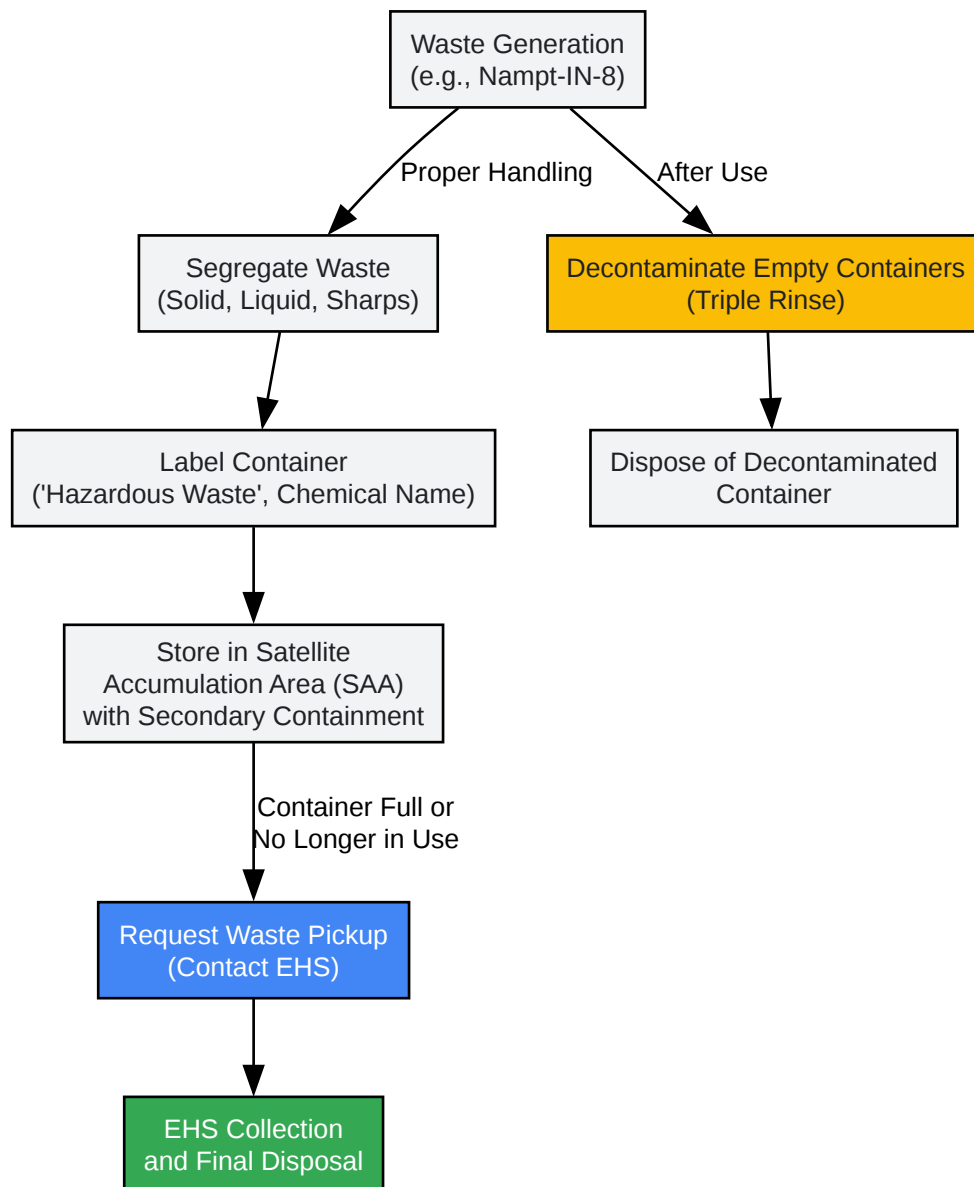 Waste Generation
(e.g., Nampt-IN-8)
Proper Handling
After Use
Segregate Waste
(Solid, Liquid, Sharps)
Decontaminate Empty Containers
(Triple Rinse)
Label Container
('Hazardous Waste', Chemical Name)
Dispose of Decontaminated
Container
Store in Satellite
Accumulation Area (SAA)
with Secondary Containment
Container Full or
No Longer in Use
Request Waste Pickup
(Contact EHS)
EHS Collection
and Final Disposal